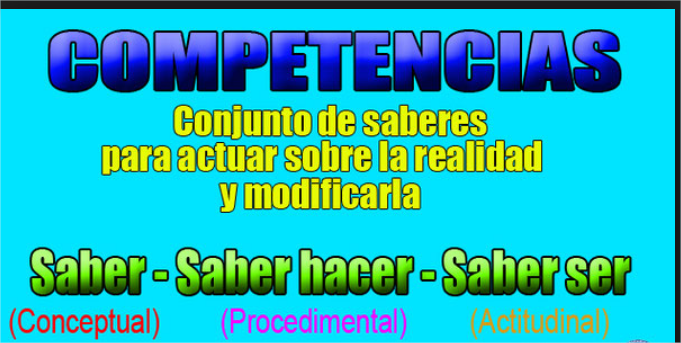 COMPETENCIAS
Conjunto de saberes
para actuar sobre la realidad
y modificarla
Saber - Saber hacer - Saber ser
(Conceptual) (Procedimental) (Actitudinal)